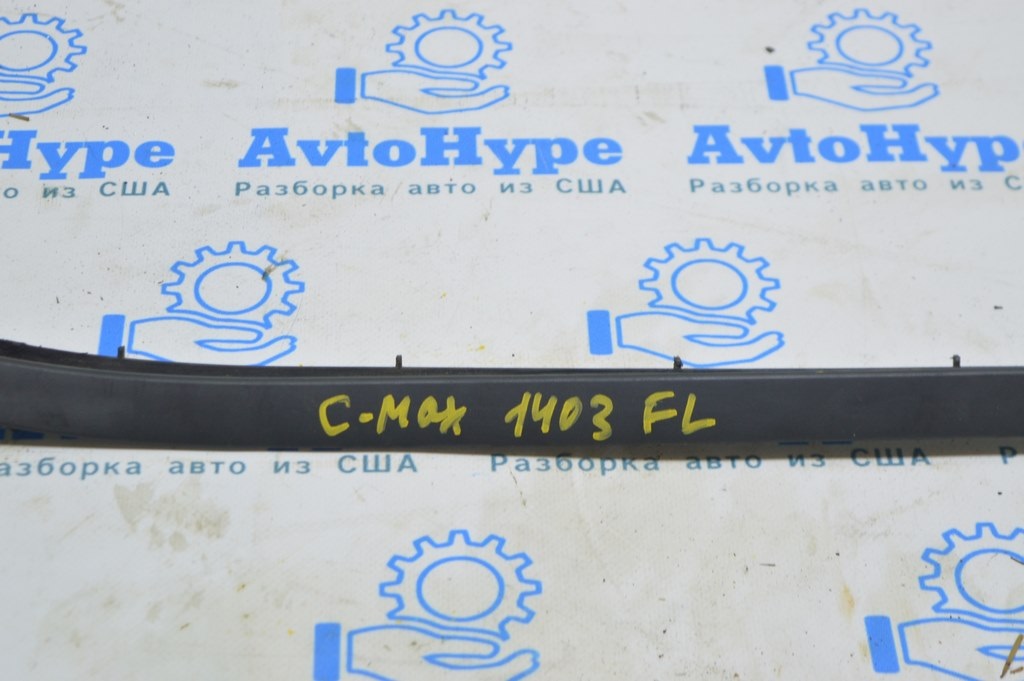 Hype AvtoHype AvtoHyp
о из США Разборка авто из США Разборка авто из С
C-Max 1403 FL
азборка авто из США Разборка авто из США Р